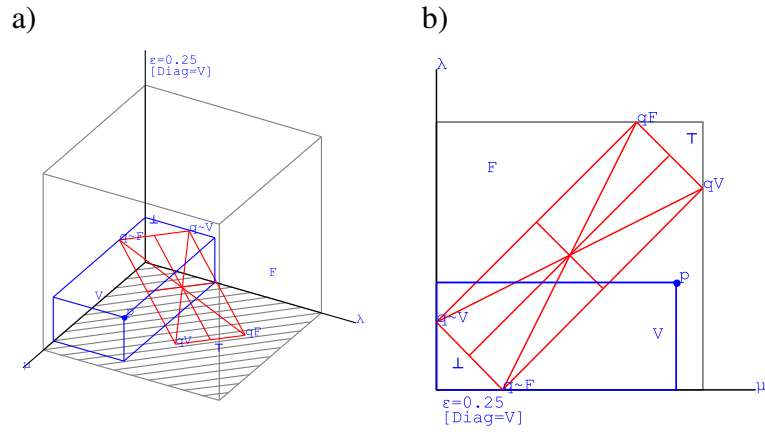 a)
ε=0.25
[Diag=V]
⊥
q~V
q~F
F
V
p
λ
qF
qV
⊤
μ
b)
λ
qF
⊤
F
qV
p
q~V
V
⊥
q~F
μ
ε=0.25
[Diag=V]